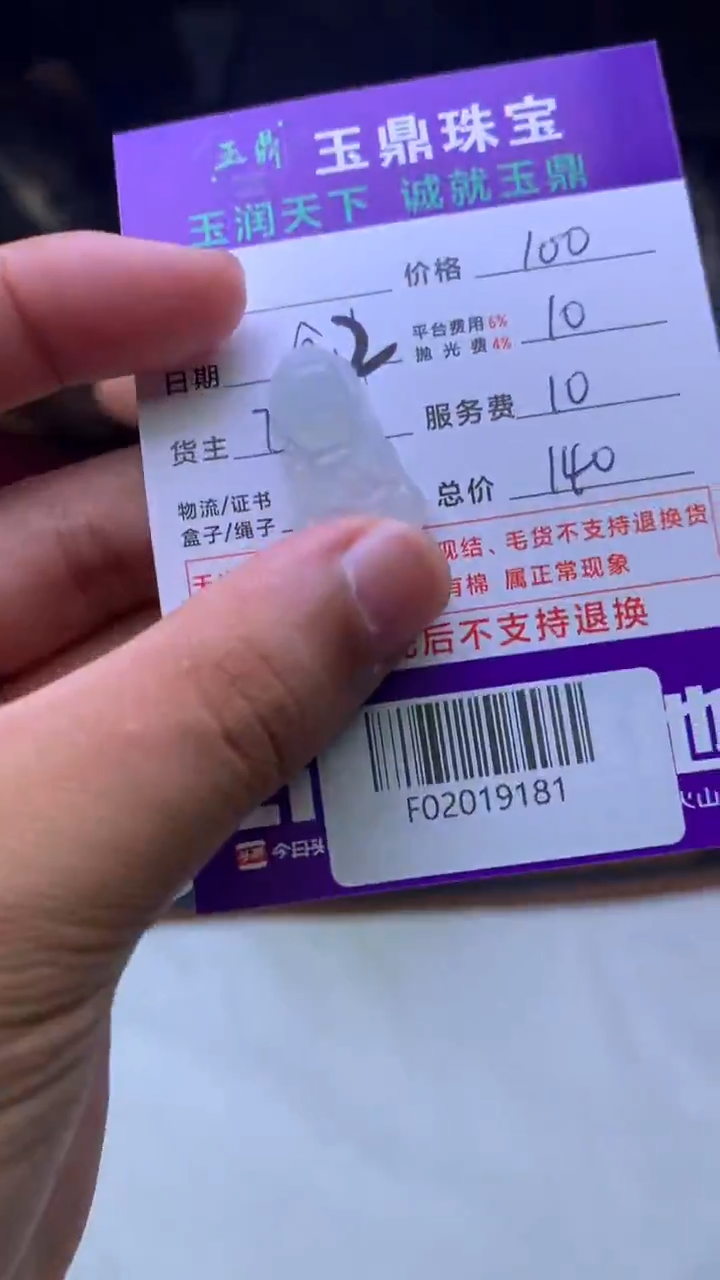 玉鼎 玉鼎珠宝
玉润天下 诚就玉鼎
价格 100
日期 2 平台费用6% 抛光费4% 10
货主 服务费 10
物流/证书 盒子/绳子 总价 140
现结、毛货不支持退换货
有棉 属正常现象
后不支持退换
F02019181
今日
火山